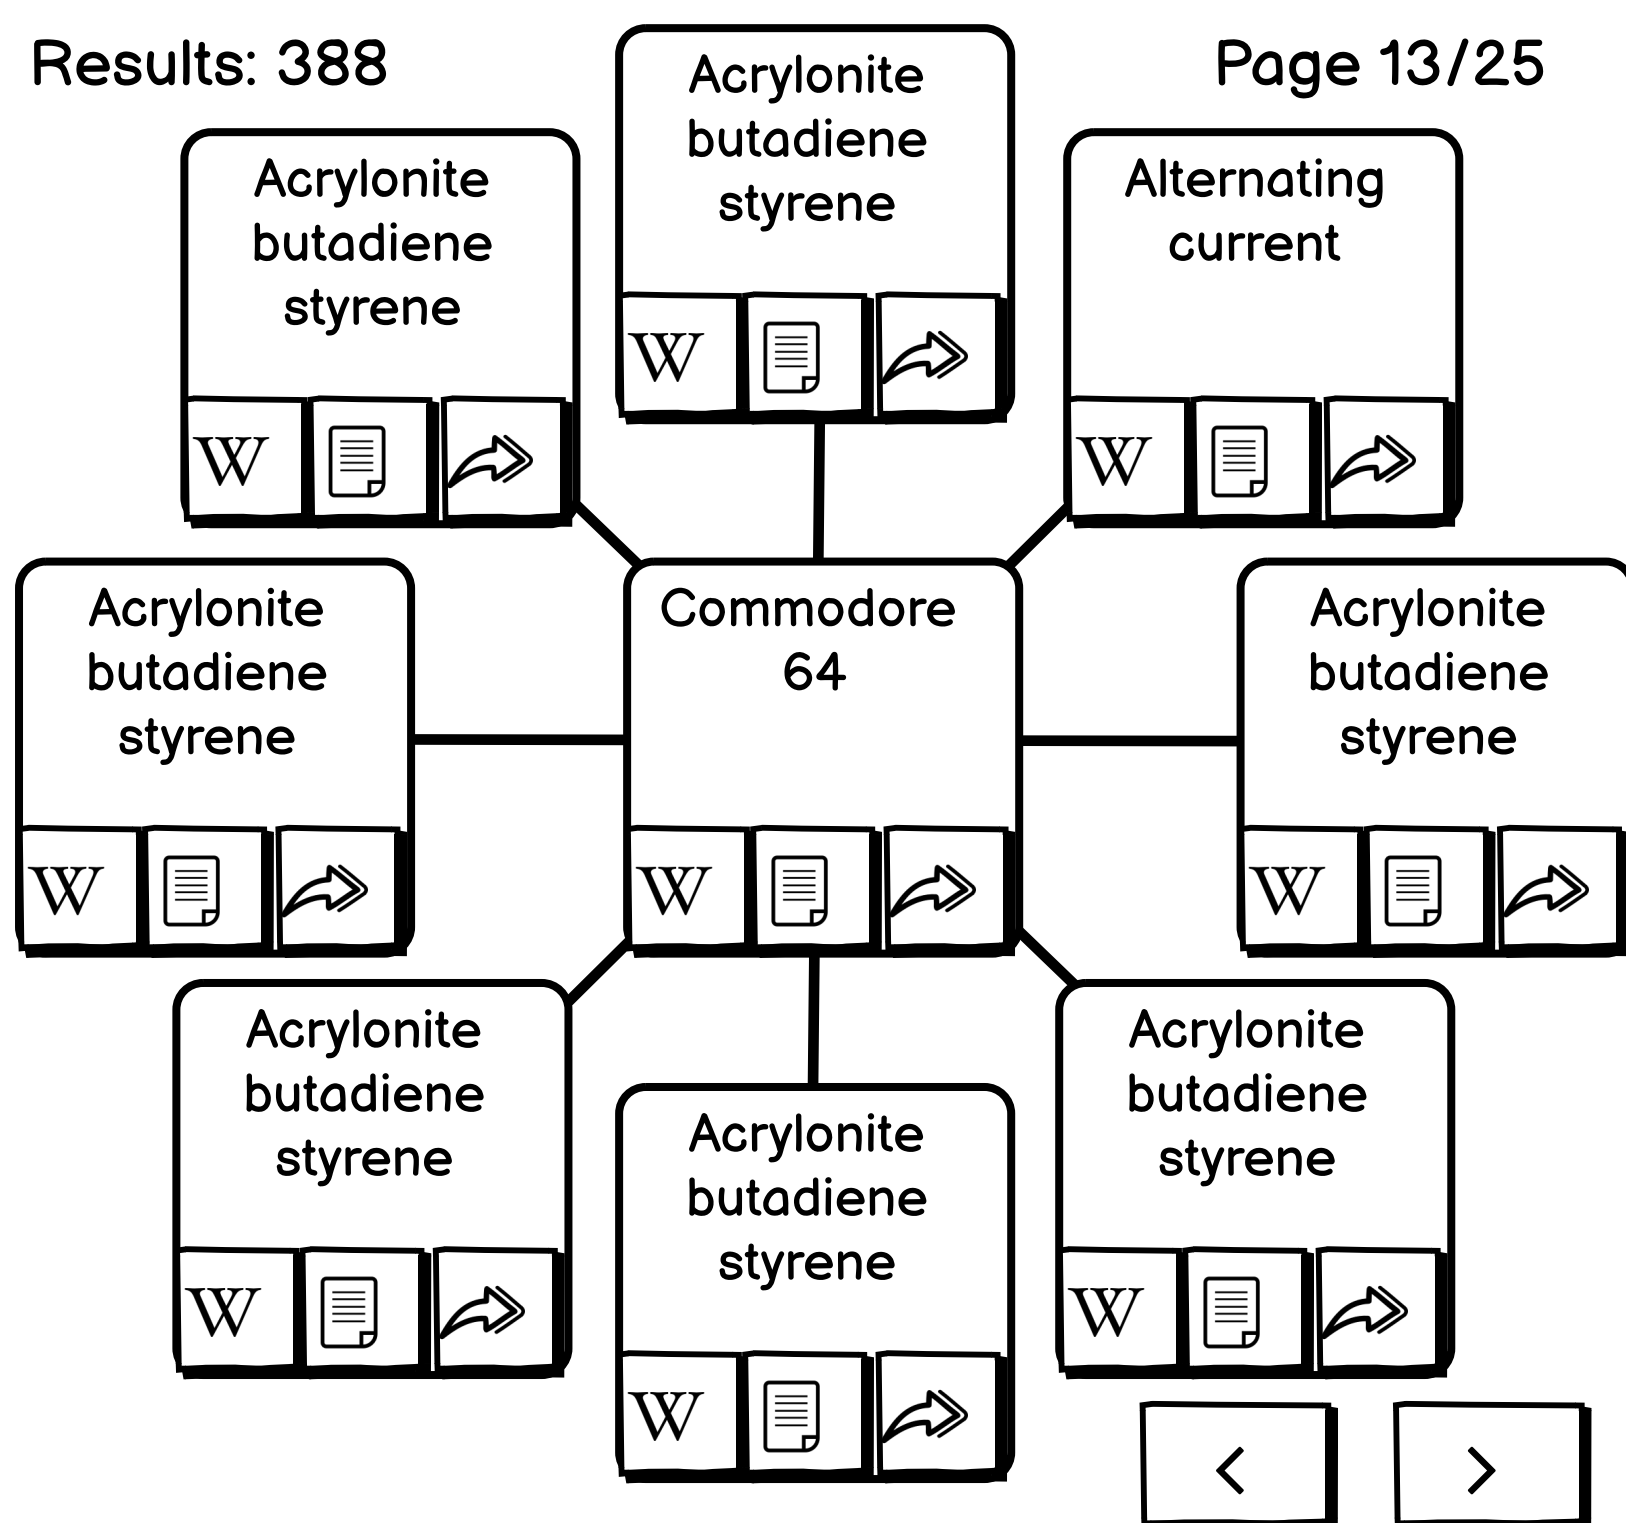 Results: 388
Page 13/25
Acrylonite
butadiene
styrene
W
Acrylonite
butadiene
styrene
W
Alternating
current
W
Acrylonite
butadiene
styrene
W
Commodore
64
W
Acrylonite
butadiene
styrene
W
Acrylonite
butadiene
styrene
W
Acrylonite
butadiene
styrene
W
Acrylonite
butadiene
styrene
W
<
>